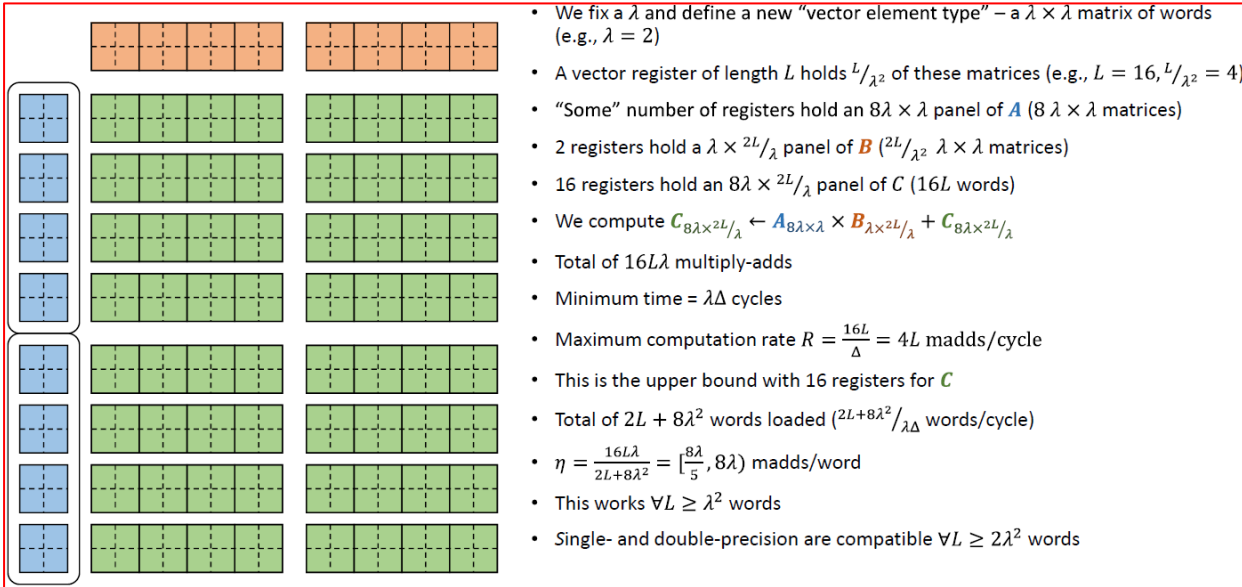 • We fix a λ and define a new “vector element type” – a λ × λ matrix of words
(e.g., λ = 2)
• A vector register of length L holds L/λ² of these matrices (e.g., L = 16, L/λ² = 4)
• “Some” number of registers hold an 8λ × λ panel of A (8 λ × λ matrices)
• 2 registers hold a λ × 2L/λ panel of B (2L/λ² λ × λ matrices)
• 16 registers hold an 8λ × 2L/λ panel of C (16L words)
• We compute C8λ×2L/λ ← A8λ×λ × Bλ×2L/λ + C8λ×2L/λ
• Total of 16Lλ multiply-adds
• Minimum time = λΔ cycles
• Maximum computation rate R = 16L/Δ = 4L madds/cycle
• This is the upper bound with 16 registers for C
• Total of 2L + 8λ² words loaded (2L+8λ²/λΔ words/cycle)
• η = 16Lλ/2L+8λ² = [8λ/5, 8λ) madds/word
• This works ∀L ≥ λ² words
• Single- and double-precision are compatible ∀L ≥ 2λ² words